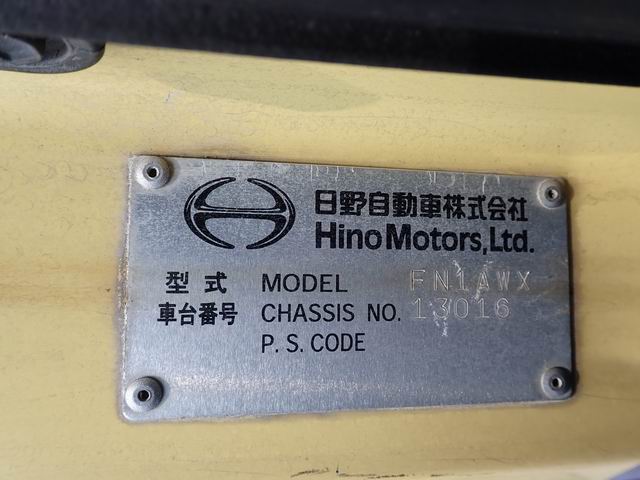 日野自動車株式会社
Hino Motors, Ltd.
型式 MODEL FN1AWX
車台番号 CHASSIS NO. 13016
P. S. CODE